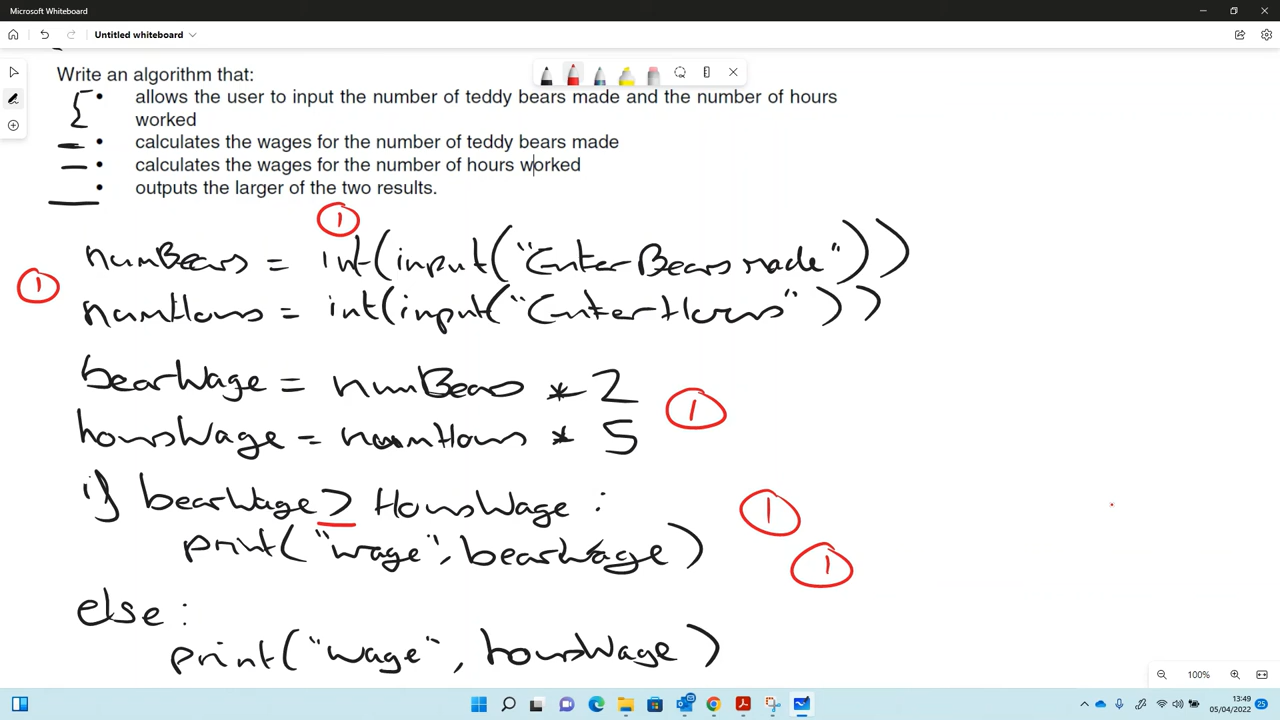 Microsoft Whiteboard
Untitled whiteboard
Write an algorithm that:
• allows the user to input the number of teddy bears made and the number of hours
worked
• calculates the wages for the number of teddy bears made
• calculates the wages for the number of hours worked
• outputs the larger of the two results.
1
numBears = int(input("Enter Bears made"))
1
numHours = int(input("Enter Hours"))
bearWage = numBears * 2
1
hoursWage = numHours * 5
if bearWage > HoursWage :
1
print("wage", bearWage)
1
else :
print("wage", hoursWage)
100%
13:49
05/04/2022
25